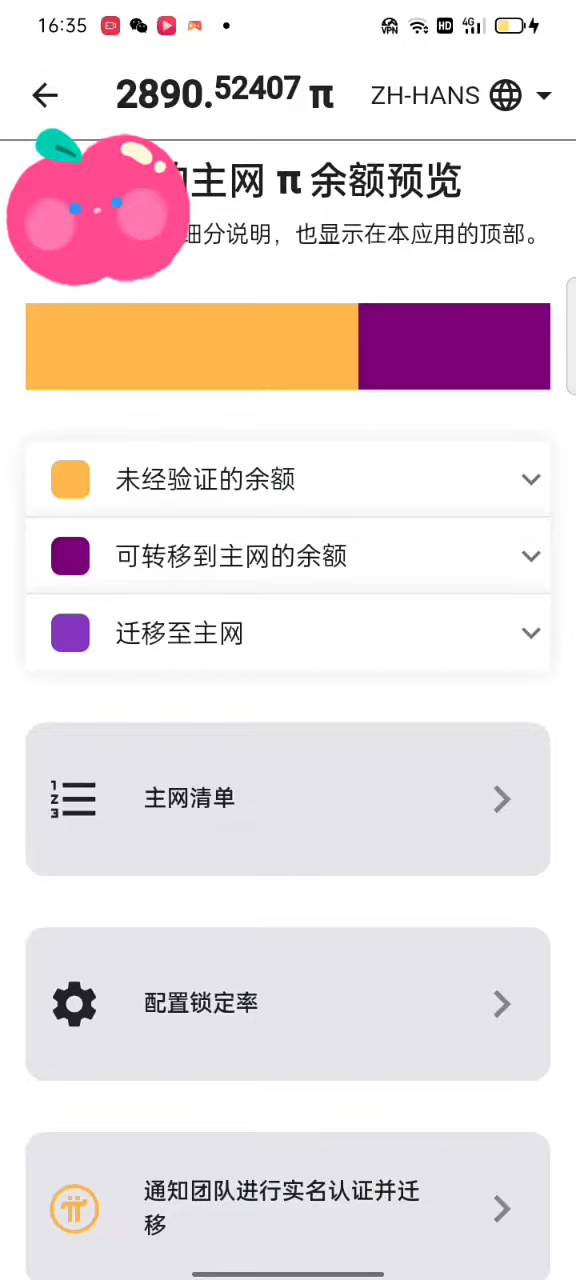 16:35
VPN HD 4G
2890.52407 π ZH-HANS
主网 π 余额预览
细分说明，也显示在本应用的顶部。
未经验证的余额
可转移到主网的余额
迁移至主网
主网清单
配置锁定率
通知团队进行实名认证并迁
移